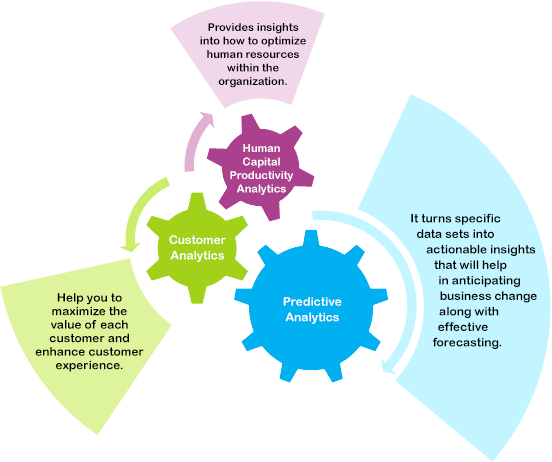 Provides insights
into how to optimize
human resources
within the
organization.
Human
Capital
Productivity
Analytics
Customer
Analytics
Predictive
Analytics
It turns specific
data sets into
actionable insights
that will help
in anticipating
business change
along with
effective
forecasting.
Help you to
maximize the
value of each
customer and
enhance customer
experience.